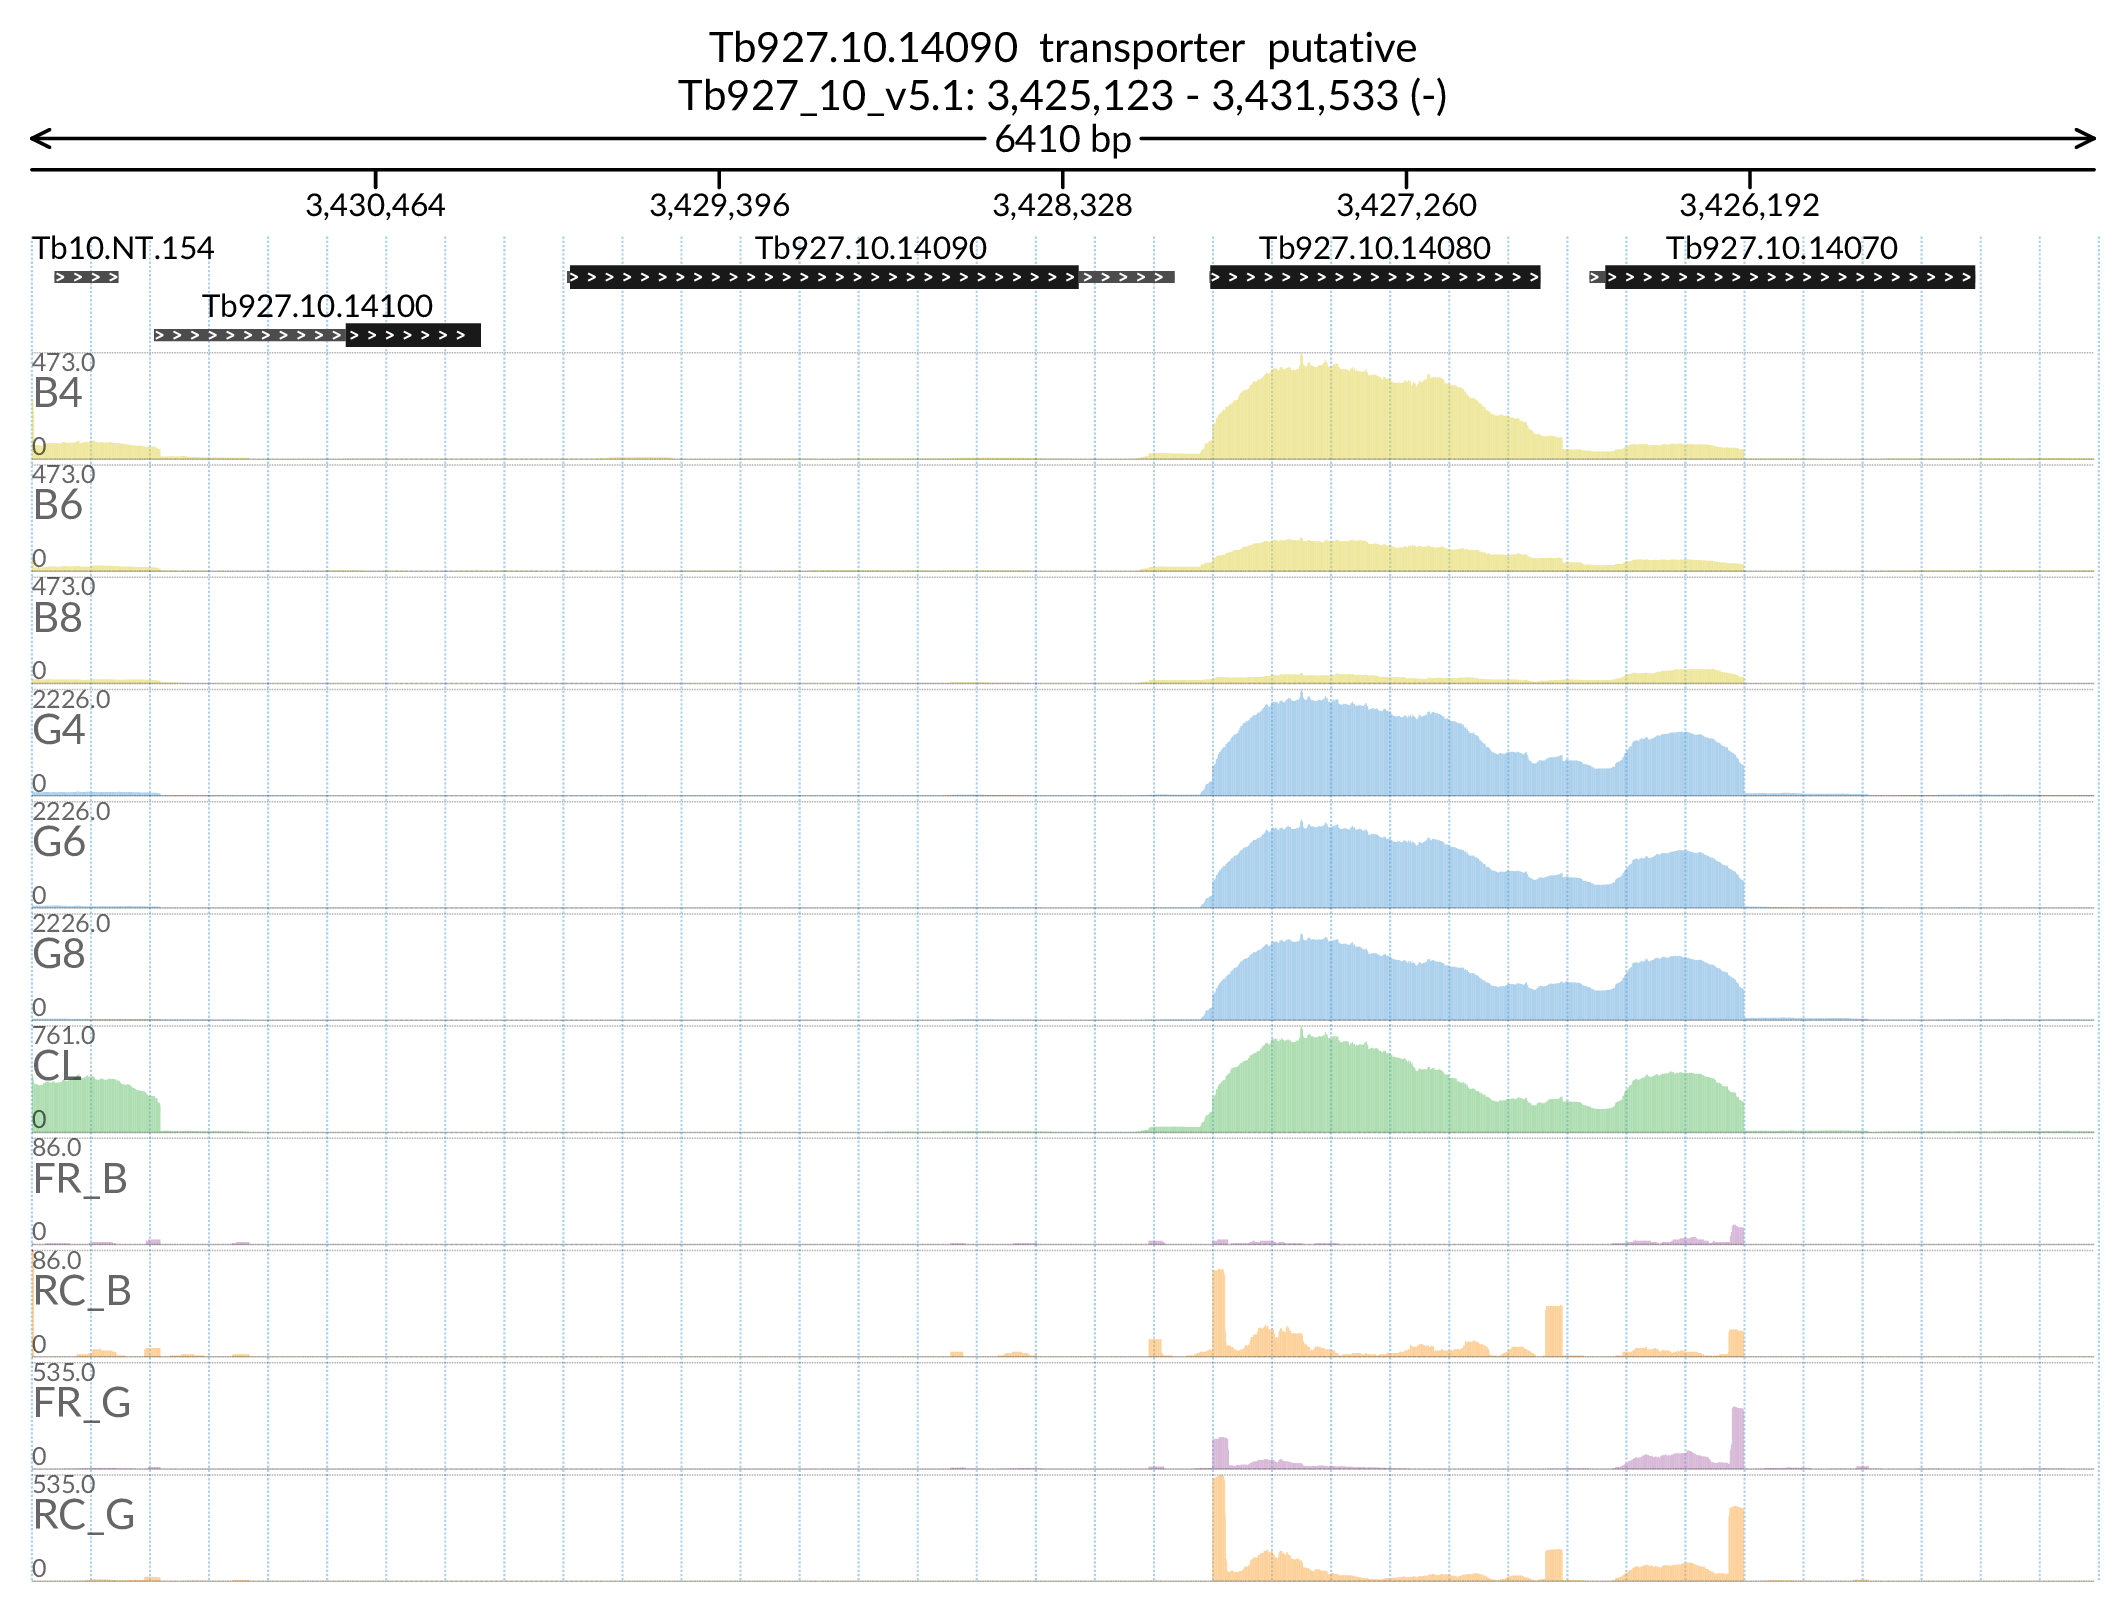 Tb927.10.14090 transporter putative
Tb927_10_v5.1: 3,425,123 - 3,431,533 (-)
6410 bp
3,430,464 3,429,396 3,428,328 3,427,260 3,426,192
Tb10.NT.154 Tb927.10.14090 Tb927.10.14080 Tb927.10.14070
Tb927.10.14100
473.0
B4
0
473.0
B6
0
473.0
B8
0
2226.0
G4
0
2226.0
G6
0
2226.0
G8
0
761.0
CL
0
86.0
FR_B
0
86.0
RC_B
0
535.0
FR_G
0
535.0
RC_G
0